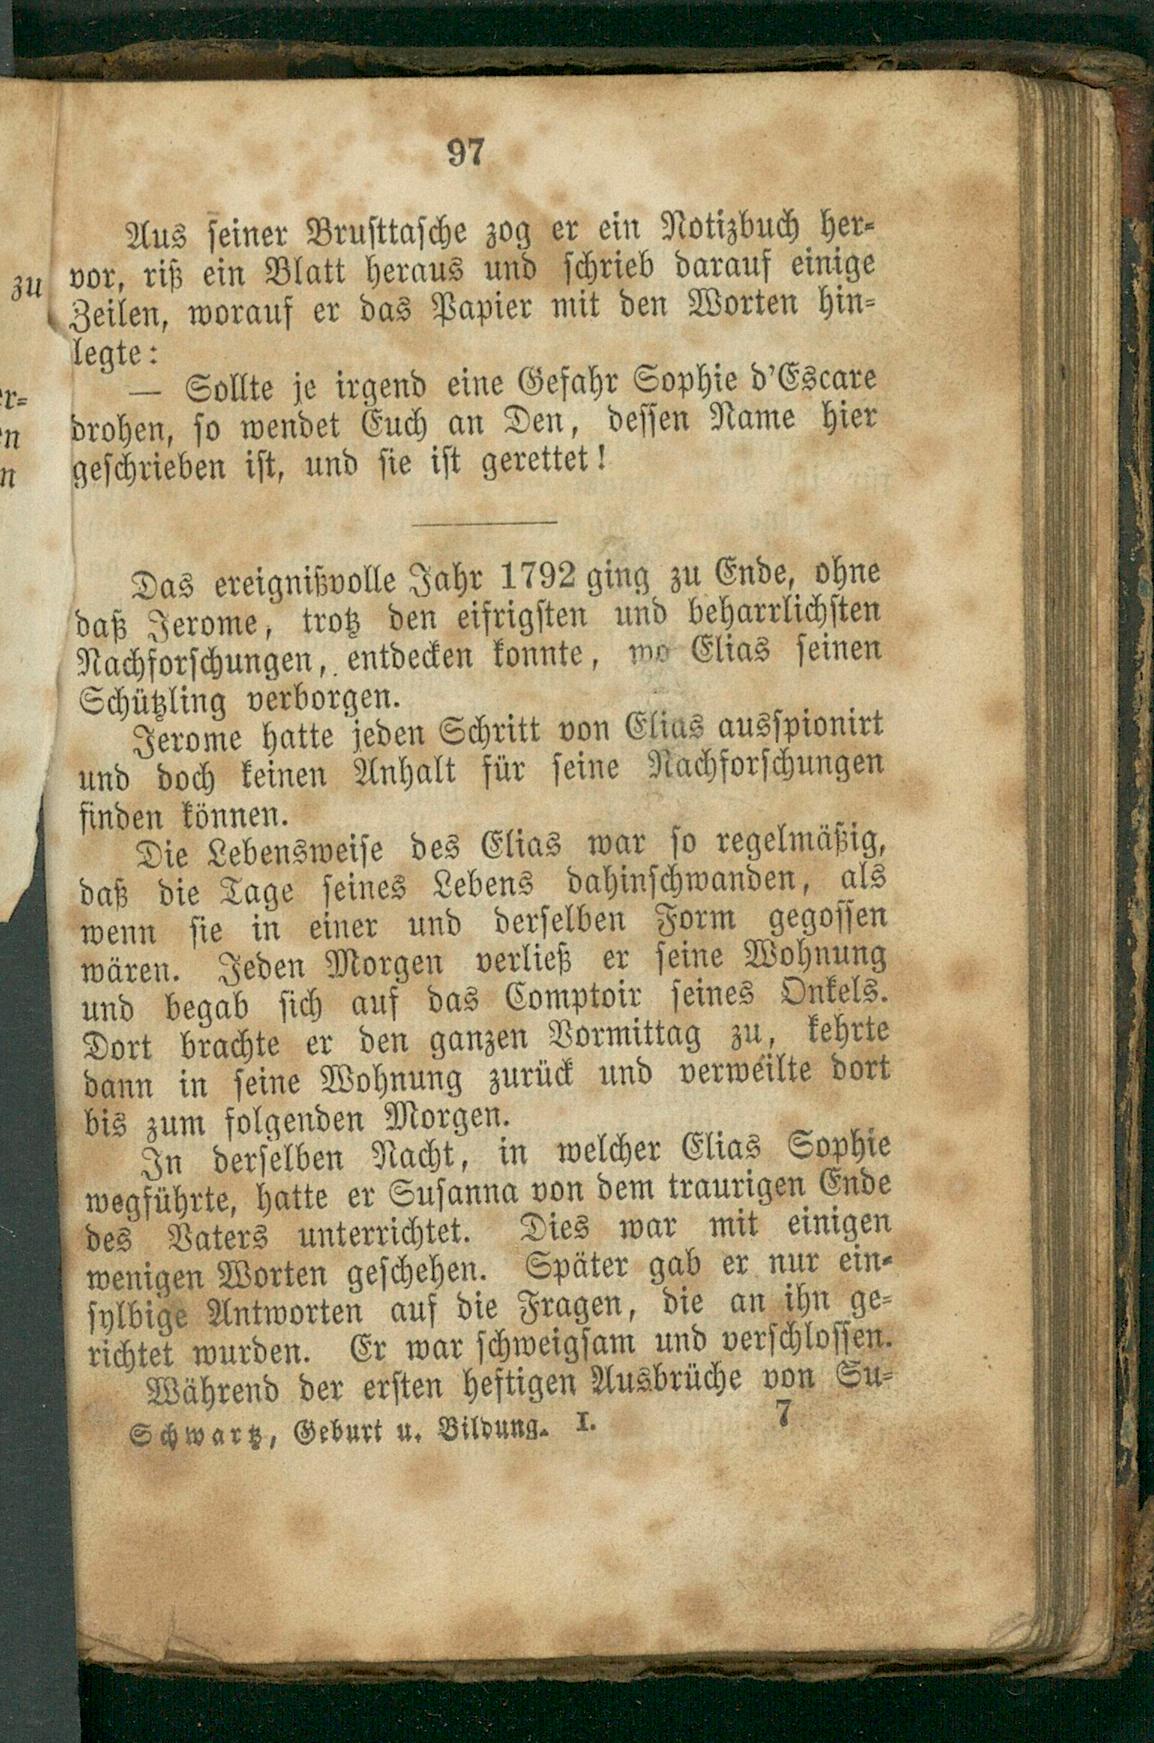 97
Aus seiner Brusttasche zog er ein Notizbuch her-
vor, riß ein Blatt heraus und schrieb darauf einige
Zeilen, worauf er das Papier mit den Worten hin-
legte:
— Sollte je irgend eine Gefahr Sophie d'Escare
drohen, so wendet Euch an Den, dessen Name hier
geschrieben ist, und sie ist gerettet!
Das ereignißvolle Jahr 1792 ging zu Ende, ohne
daß Jerome, trotz den eifrigsten und beharrlichsten
Nachforschungen, entdecken konnte, wo Elias seinen
Schützling verborgen.
Jerome hatte jeden Schritt von Elias ausspionirt
und doch keinen Anhalt für seine Nachforschungen
finden können.
Die Lebensweise des Elias war so regelmäßig,
daß die Tage seines Lebens dahinschwanden, als
wenn sie in einer und derselben Form gegossen
wären. Jeden Morgen verließ er seine Wohnung
und begab sich auf das Comptoir seines Onkels.
Dort brachte er den ganzen Vormittag zu, kehrte
dann in seine Wohnung zurück und verweilte dort
bis zum folgenden Morgen.
In derselben Nacht, in welcher Elias Sophie
wegführte, hatte er Susanna von dem traurigen Ende
des Vaters unterrichtet. Dies war mit einigen
wenigen Worten geschehen. Später gab er nur ein-
sylbige Antworten auf die Fragen, die an ihn ge-
richtet wurden. Er war schweigsam und verschlossen.
Während der ersten heftigen Ausbrüche von Su-
Schwartz, Geburt u. Bildung. I. 7
zu